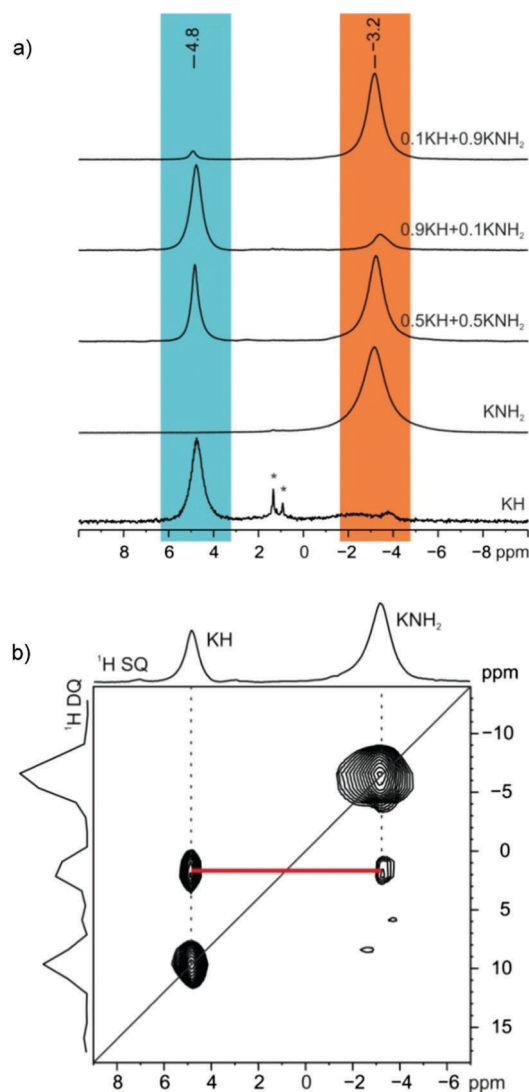 a)
4.8
-3.2
0.1KH+0.9KNH₂
0.9KH+0.1KNH₂
0.5KH+0.5KNH₂
KNH₂
* *
KH
8 6 4 2 0 -2 -4 -6 -8 ppm
b)
KH KNH₂
¹H SQ
ppm
¹H DQ
-10
-5
0
5
10
15
8 6 4 2 0 -2 -4 -6 ppm